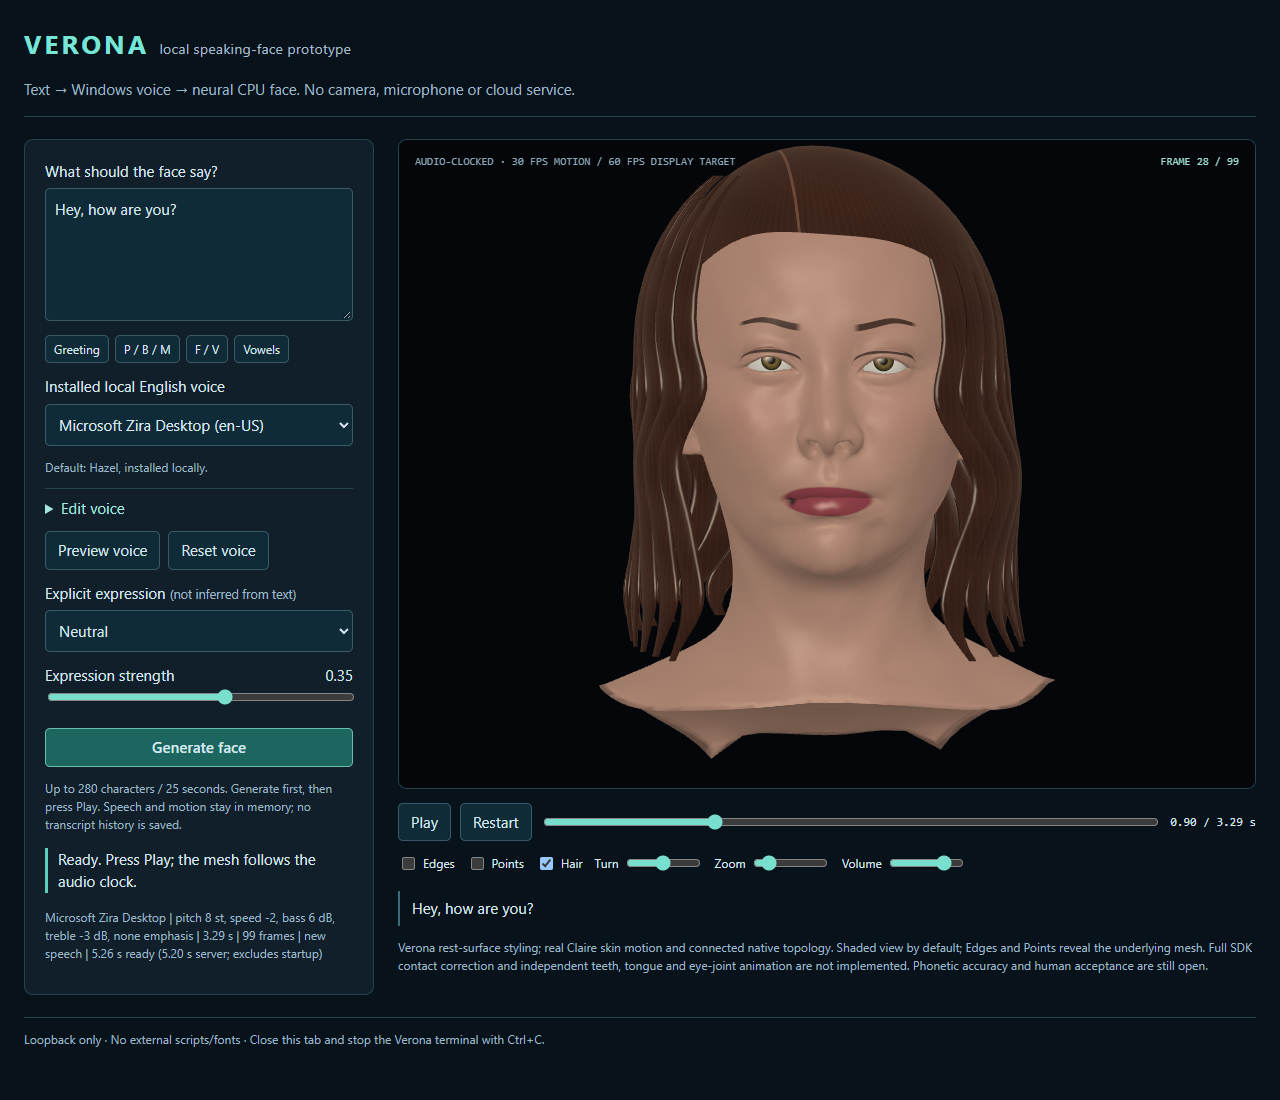 VERONA local speaking-face prototype
Text → Windows voice → neural CPU face. No camera, microphone or cloud service.
What should the face say?
Hey, how are you?
Greeting
P / B / M
F / V
Vowels
Installed local English voice
Microsoft Zira Desktop (en-US)
Default: Hazel, installed locally.
Edit voice
Preview voice
Reset voice
Explicit expression (not inferred from text)
Neutral
Expression strength 0.35
Generate face
Up to 280 characters / 25 seconds. Generate first, then
press Play. Speech and motion stay in memory; no
transcript history is saved.
Ready. Press Play; the mesh follows the
audio clock.
Microsoft Zira Desktop | pitch 8 st, speed -2, bass 6 dB,
treble -3 dB, none emphasis | 3.29 s | 99 frames | new
speech | 5.26 s ready (5.20 s server; excludes startup)
AUDIO-CLOCKED · 30 FPS MOTION / 60 FPS DISPLAY TARGET
FRAME 28 / 99
Play
Restart
0.90 / 3.29 s
Edges
Points
Hair
Turn
Zoom
Volume
Hey, how are you?
Verona rest-surface styling; real Claire skin motion and connected native topology. Shaded view by default; Edges and Points reveal the underlying mesh. Full SDK
contact correction and independent teeth, tongue and eye-joint animation are not implemented. Phonetic accuracy and human acceptance are still open.
Loopback only · No external scripts/fonts · Close this tab and stop the Verona terminal with Ctrl+C.